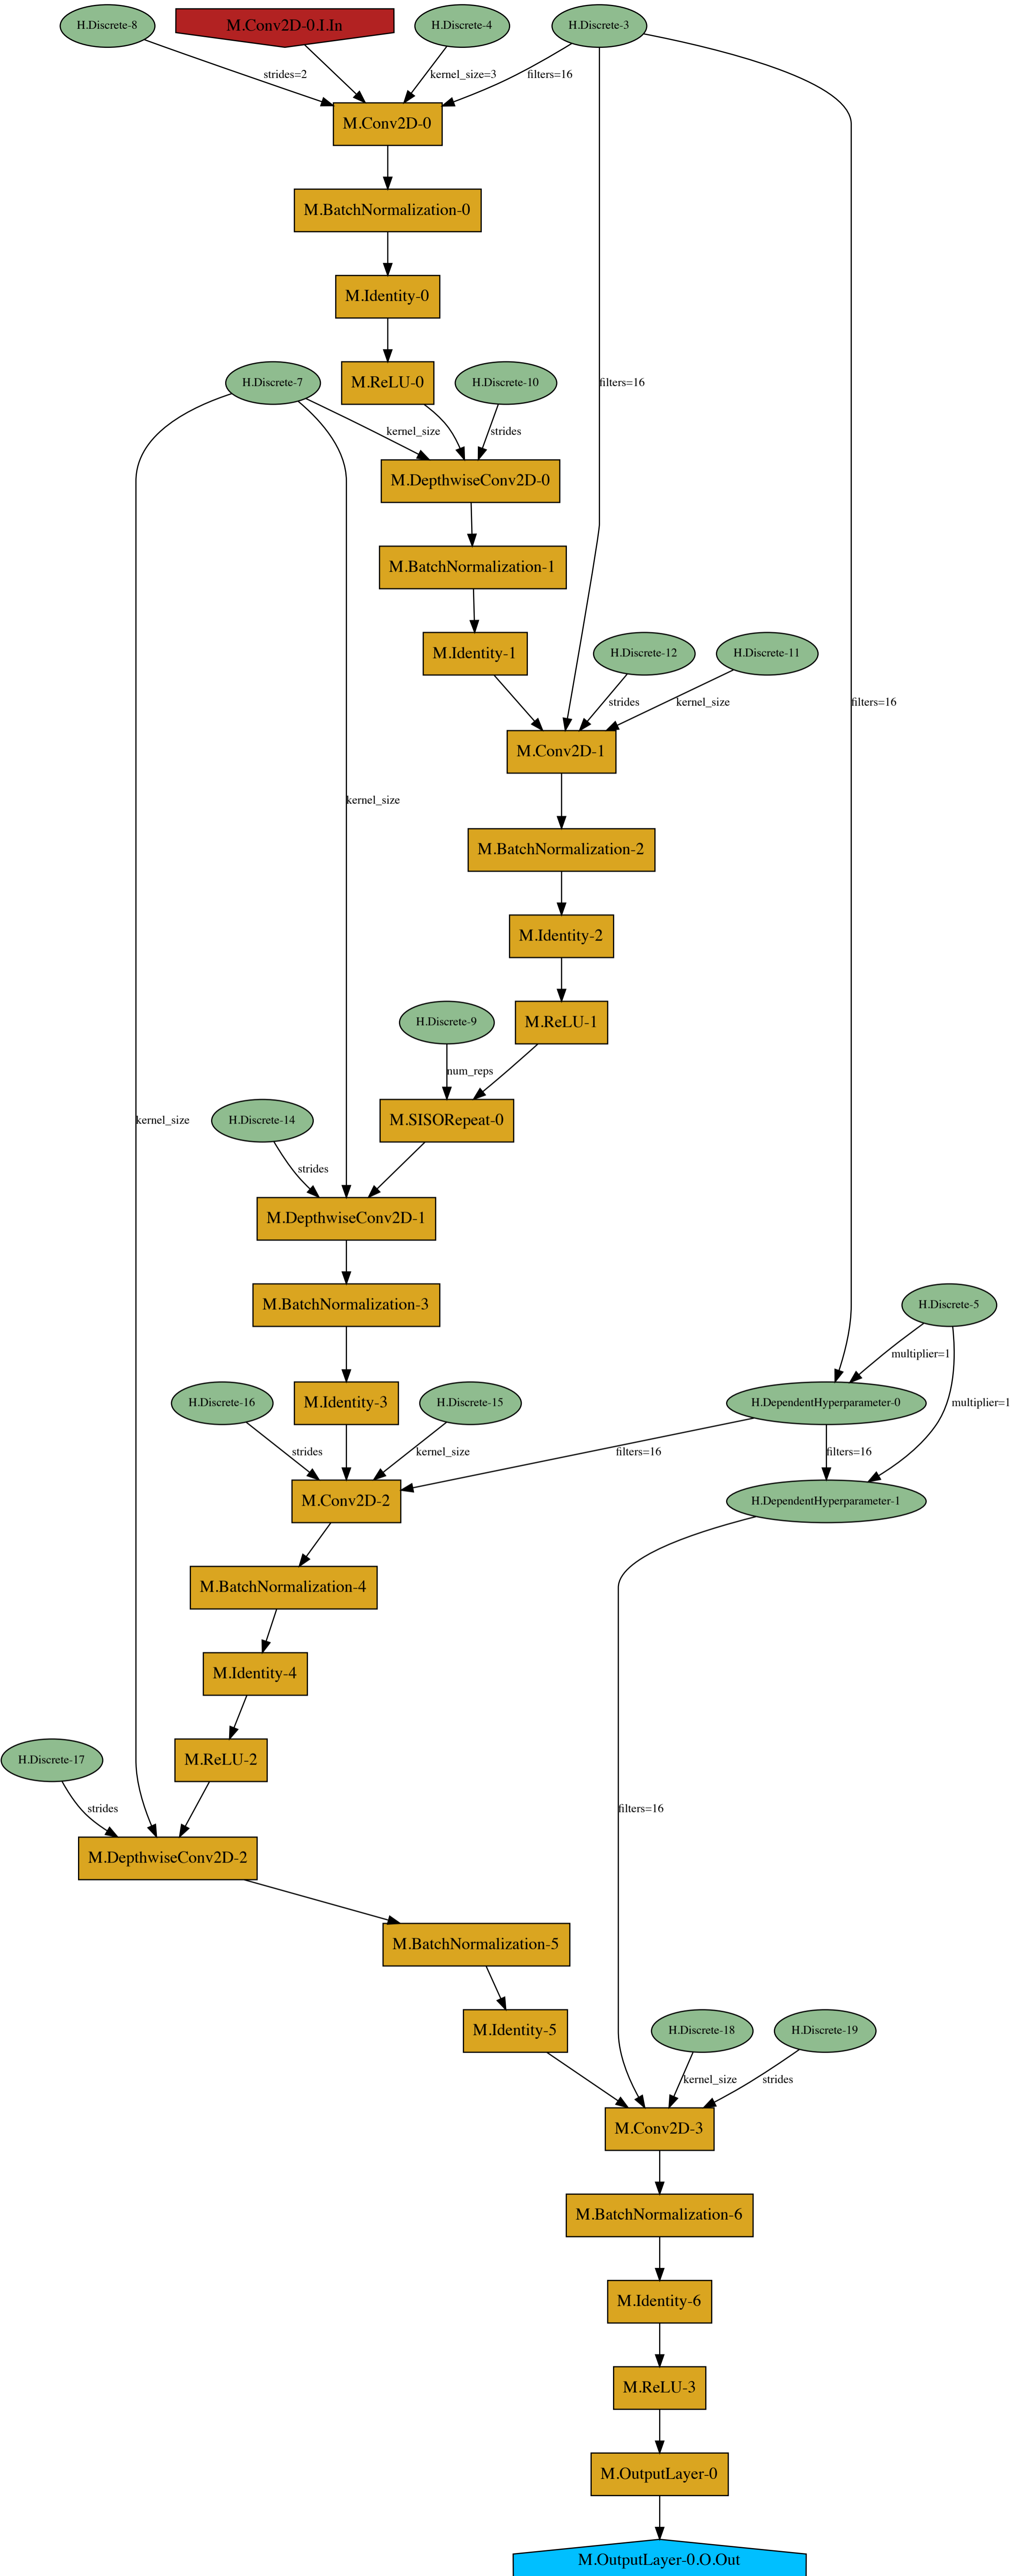 H.Discrete-8
M.Conv2D-0.I.In
H.Discrete-4
H.Discrete-3
strides=2
kernel_size=3
filters=16
M.Conv2D-0
M.BatchNormalization-0
M.Identity-0
H.Discrete-7
M.ReLU-0
H.Discrete-10
filters=16
kernel_size
strides
M.DepthwiseConv2D-0
M.BatchNormalization-1
M.Identity-1
H.Discrete-12
H.Discrete-11
strides
kernel_size
filters=16
M.Conv2D-1
kernel_size
M.BatchNormalization-2
M.Identity-2
H.Discrete-9
M.ReLU-1
num_reps
kernel_size
H.Discrete-14
M.SISORepeat-0
strides
M.DepthwiseConv2D-1
M.BatchNormalization-3
H.Discrete-5
multiplier=1
H.Discrete-16
M.Identity-3
H.Discrete-15
H.DependentHyperparameter-0
multiplier=1
strides
kernel_size
filters=16
filters=16
M.Conv2D-2
H.DependentHyperparameter-1
M.BatchNormalization-4
M.Identity-4
H.Discrete-17
M.ReLU-2
strides
filters=16
M.DepthwiseConv2D-2
M.BatchNormalization-5
M.Identity-5
H.Discrete-18
H.Discrete-19
kernel_size
strides
M.Conv2D-3
M.BatchNormalization-6
M.Identity-6
M.ReLU-3
M.OutputLayer-0
M.OutputLayer-0.O.Out